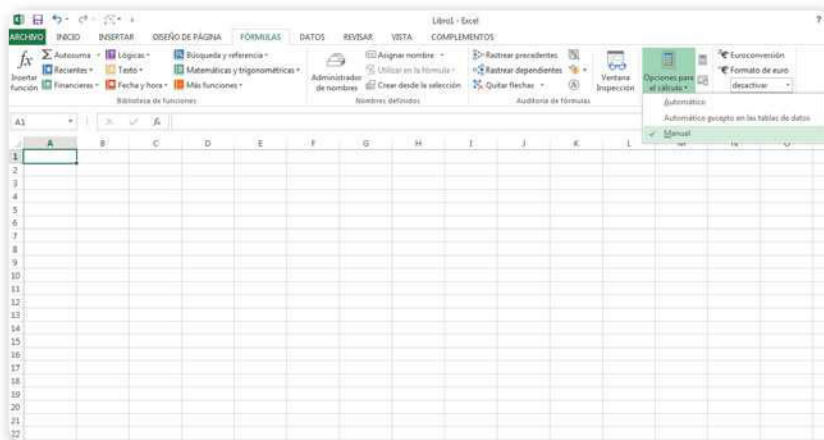 Libro1 - Excel
?
ARCHIVO INICIO INSERTAR DISEÑO DE PÁGINA FÓRMULAS DATOS REVISAR VISTA COMPLEMENTOS
fx Insertar función
Σ Autosuma
Recientes
Financieras
Lógicas
Texto
Fecha y hora
Búsqueda y referencia
Matemáticas y trigonométricas
Más funciones
Biblioteca de funciones
Administrador de nombres
Asignar nombre
Utilizar en la fórmula
Crear desde la selección
Nombres definidos
Rastrear precedentes
Rastrear dependientes
Quitar flechas
Auditoría de fórmulas
Ventana Inspección
Opciones para el cálculo
Euroconversión
Formato de euro
desactivar
Automático
Automático excepto en las tablas de datos
Manual
A1
fx
A B C D E F G H I J K L M N O
1
2
3
4
5
6
7
8
9
10
11
12
13
14
15
16
17
18
19
20
21
22